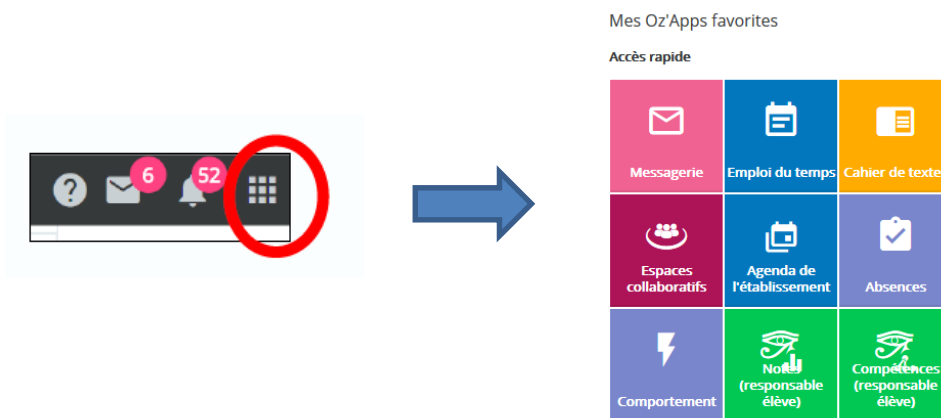 Mes Oz'Apps favorites
Accès rapide
?
6
52
Messagerie
Emploi du temps
Cahier de texte
Espaces
collaboratifs
Agenda de
l'établissement
Absences
Comportement
Notes
(responsable
élève)
Compétences
(responsable
élève)